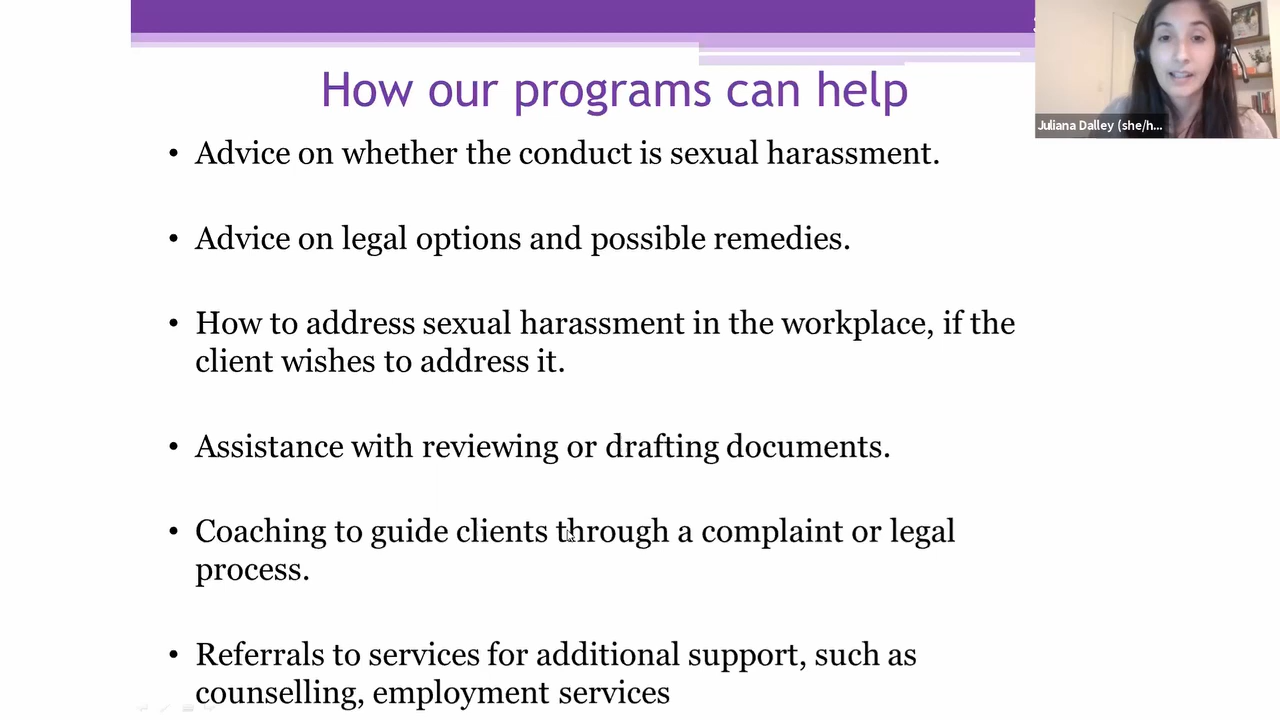 How our programs can help
• Advice on whether the conduct is sexual harassment.
• Advice on legal options and possible remedies.
• How to address sexual harassment in the workplace, if the
client wishes to address it.
• Assistance with reviewing or drafting documents.
• Coaching to guide clients through a complaint or legal
process.
• Referrals to services for additional support, such as
counselling, employment services
Juliana Dalley (she/h...